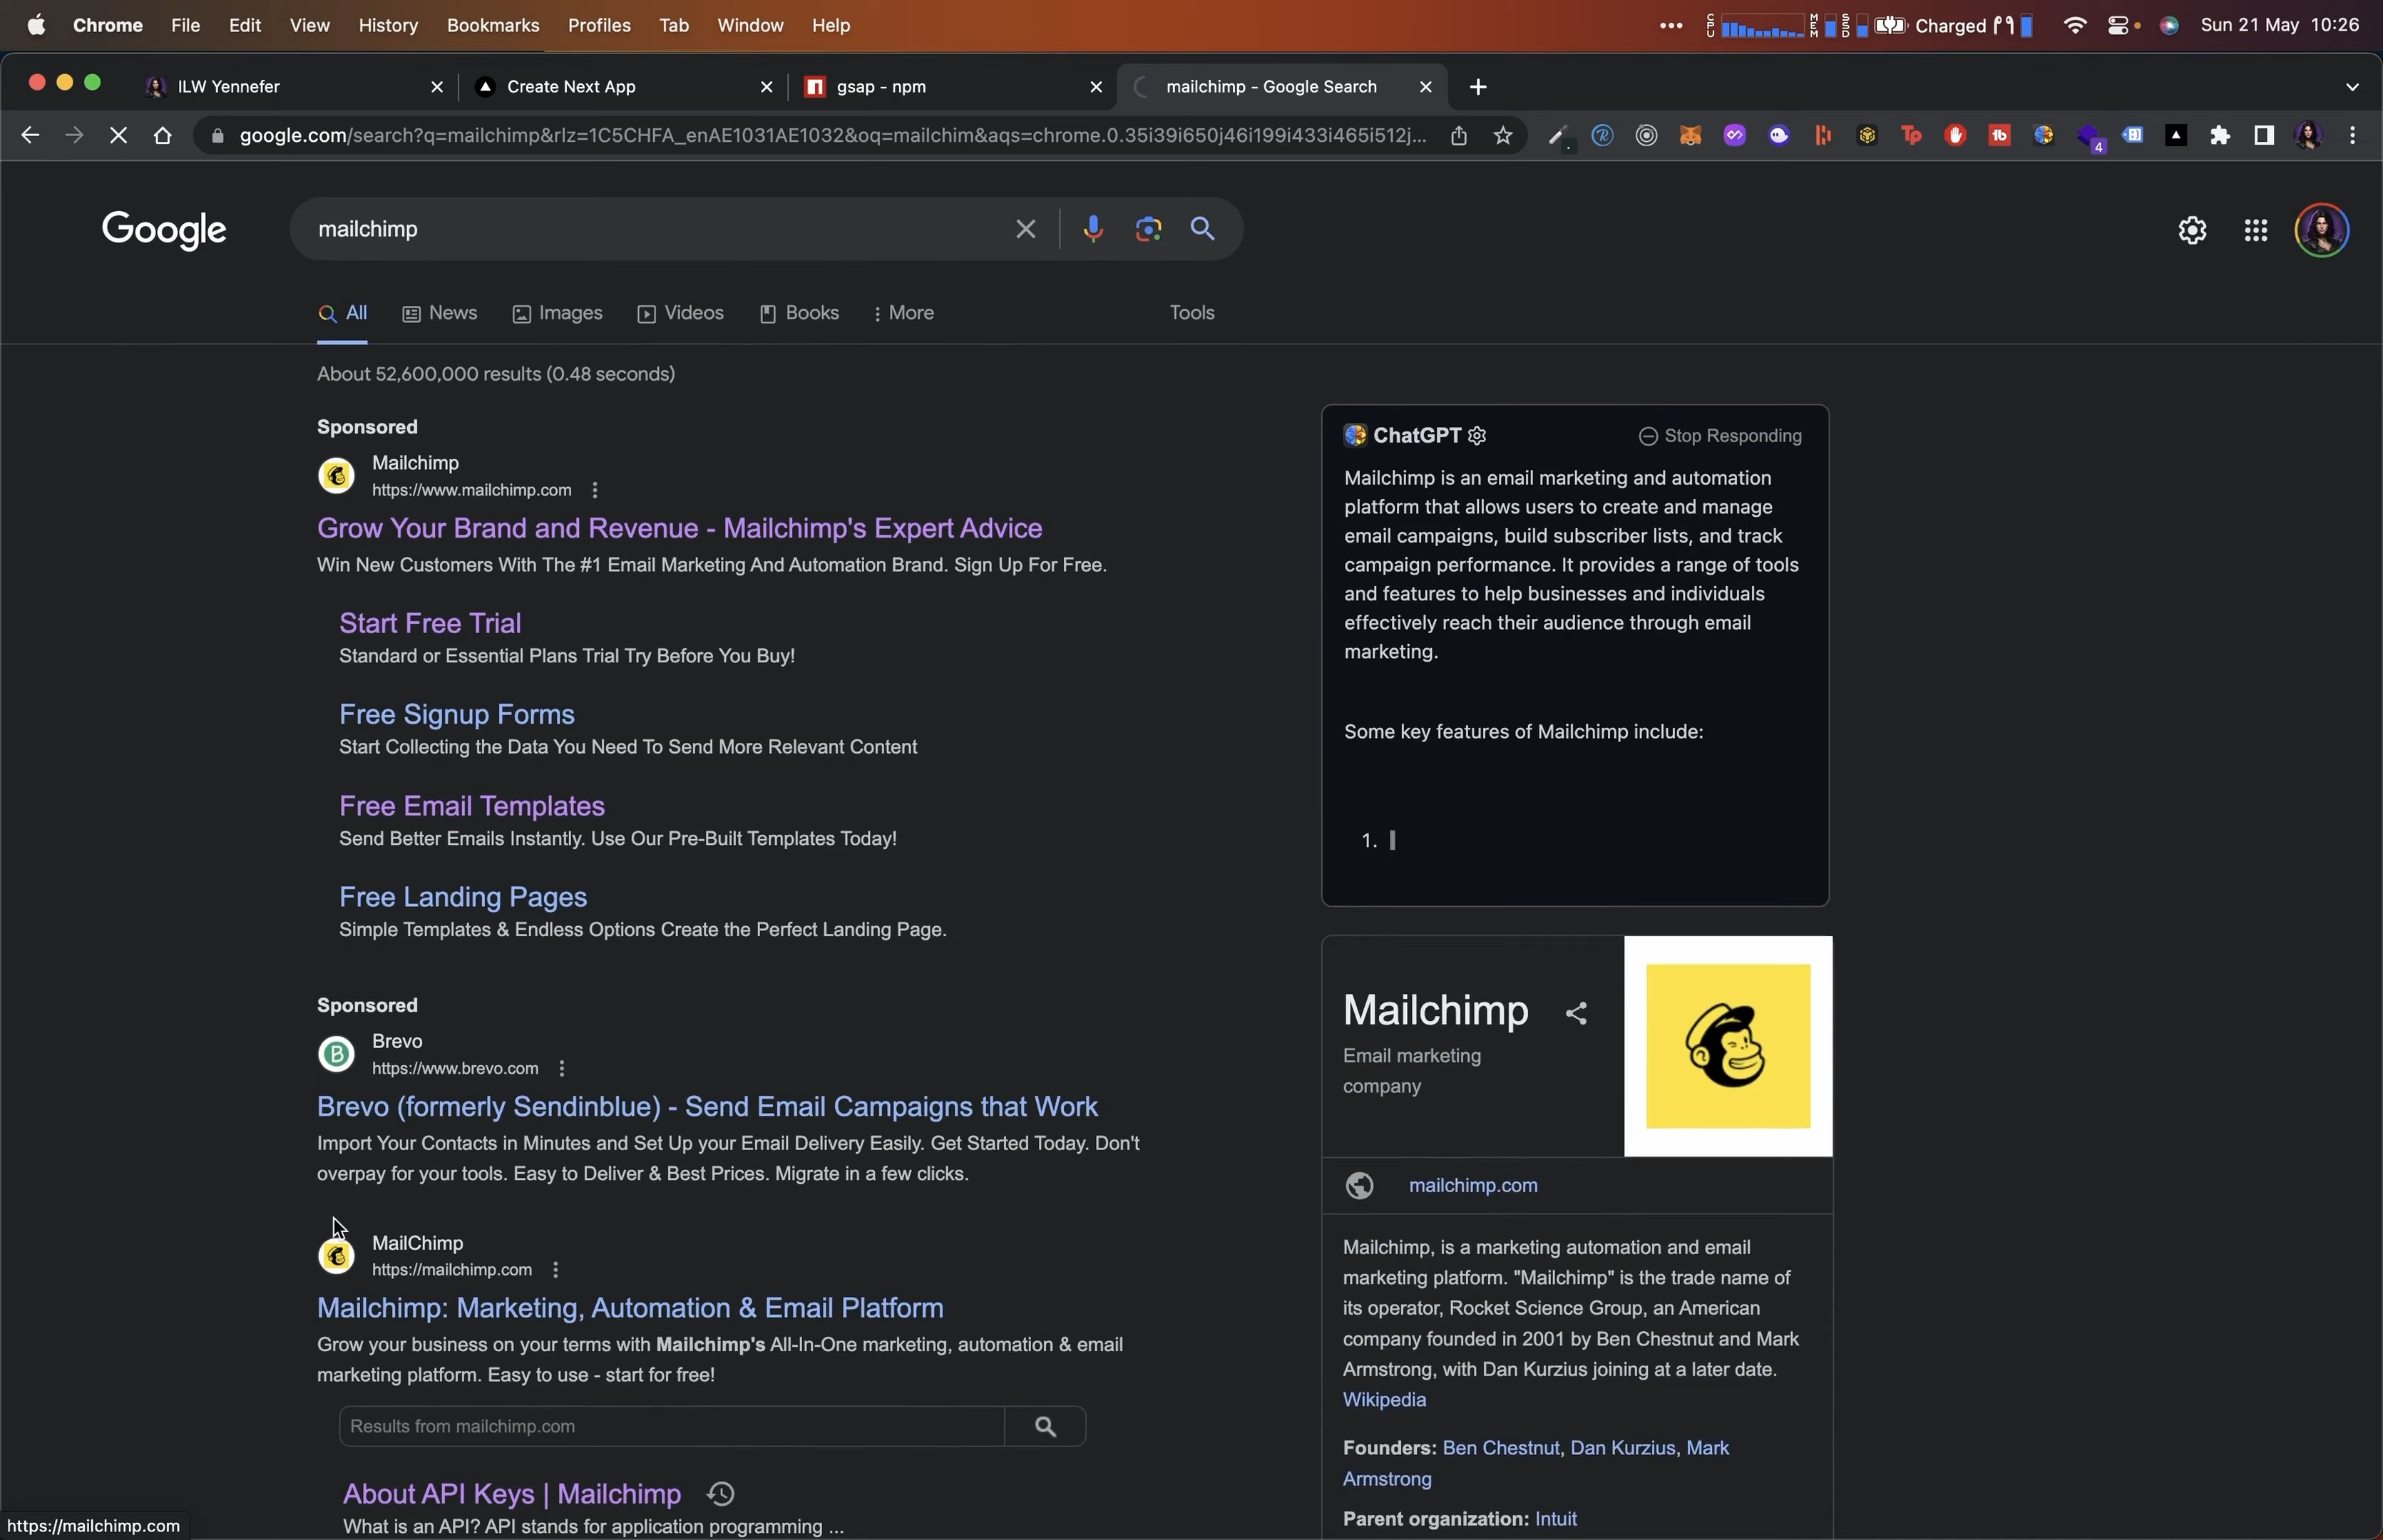 Chrome File Edit View History Bookmarks Profiles Tab Window Help ••• CPU MEM SSD Charged Sun 21 May 10:26
ILW Yennefer
Create Next App
gsap - npm
mailchimp - Google Search
google.com/search?q=mailchimp&rlz=1C5CHFA_enAE1031AE1032&oq=mailchim&aqs=chrome.0.35i39i650j46i199i433i465i512j...
4
Google
mailchimp
All News Images Videos Books More Tools
About 52,600,000 results (0.48 seconds)
Sponsored
Mailchimp
https://www.mailchimp.com
Grow Your Brand and Revenue - Mailchimp's Expert Advice
Win New Customers With The #1 Email Marketing And Automation Brand. Sign Up For Free.
Start Free Trial
Standard or Essential Plans Trial Try Before You Buy!
Free Signup Forms
Start Collecting the Data You Need To Send More Relevant Content
Free Email Templates
Send Better Emails Instantly. Use Our Pre-Built Templates Today!
Free Landing Pages
Simple Templates & Endless Options Create the Perfect Landing Page.
Sponsored
Brevo
https://www.brevo.com
Brevo (formerly Sendinblue) - Send Email Campaigns that Work
Import Your Contacts in Minutes and Set Up your Email Delivery Easily. Get Started Today. Don't
overpay for your tools. Easy to Deliver & Best Prices. Migrate in a few clicks.
MailChimp
https://mailchimp.com
Mailchimp: Marketing, Automation & Email Platform
Grow your business on your terms with Mailchimp's All-In-One marketing, automation & email
marketing platform. Easy to use - start for free!
Results from mailchimp.com
About API Keys | Mailchimp
What is an API? API stands for application programming ...
https://mailchimp.com
ChatGPT Stop Responding
Mailchimp is an email marketing and automation
platform that allows users to create and manage
email campaigns, build subscriber lists, and track
campaign performance. It provides a range of tools
and features to help businesses and individuals
effectively reach their audience through email
marketing.
Some key features of Mailchimp include:
1.
Mailchimp
Email marketing
company
mailchimp.com
Mailchimp, is a marketing automation and email
marketing platform. "Mailchimp" is the trade name of
its operator, Rocket Science Group, an American
company founded in 2001 by Ben Chestnut and Mark
Armstrong, with Dan Kurzius joining at a later date.
Wikipedia
Founders: Ben Chestnut, Dan Kurzius, Mark
Armstrong
Parent organization: Intuit